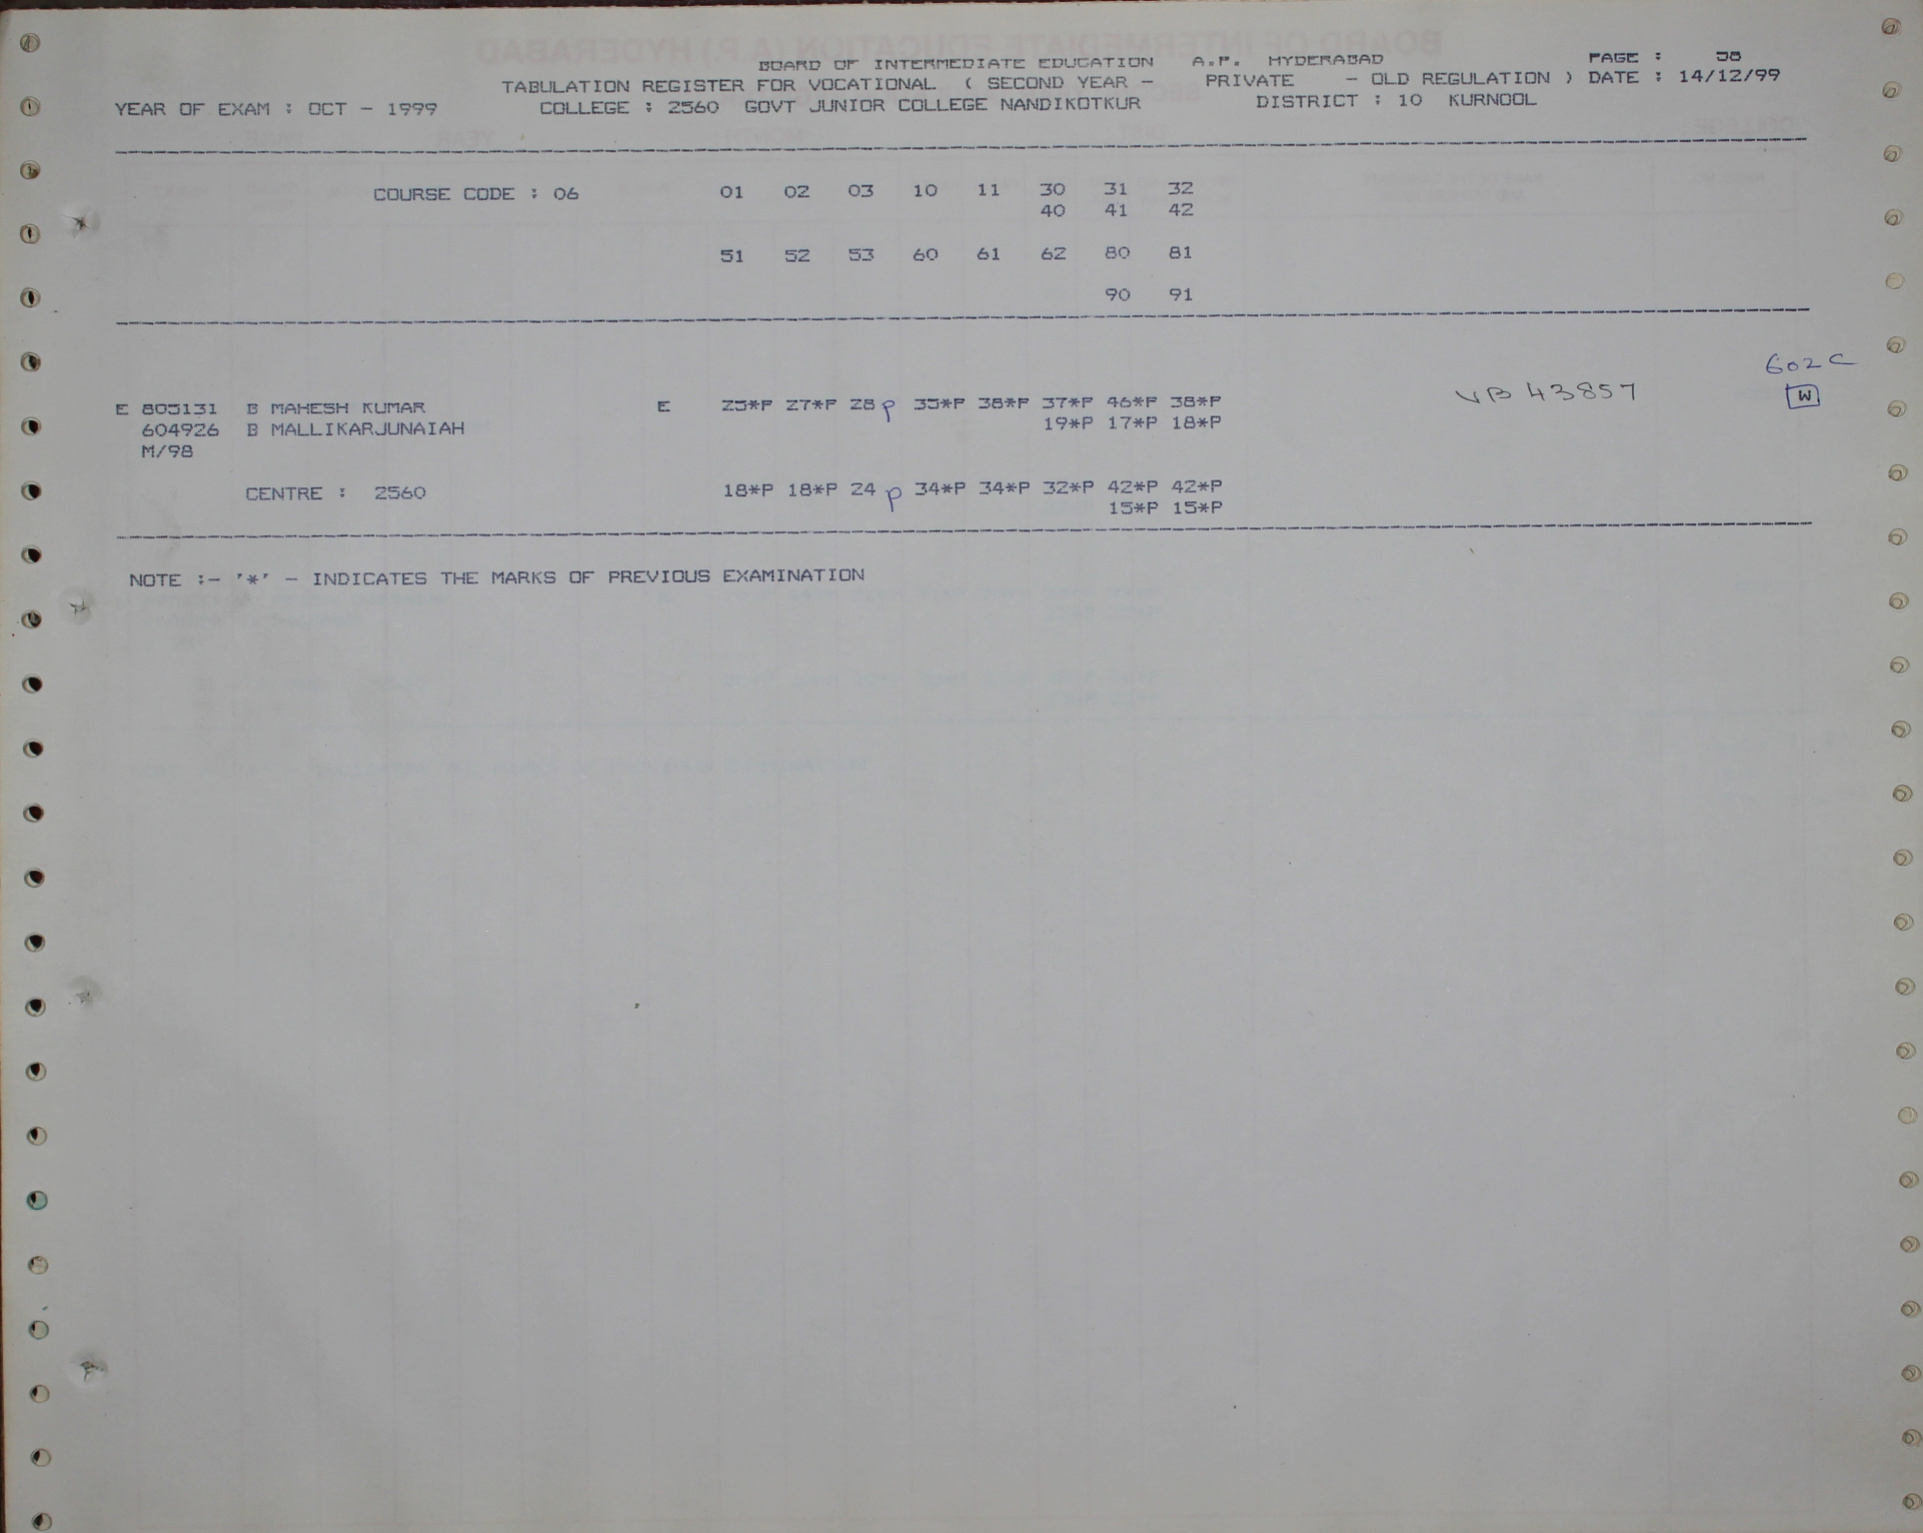 BOARD OF INTERMEDIATE EDUCATION A.P. HYDERABAD PAGE : 38
TABULATION REGISTER FOR VOCATIONAL ( SECOND YEAR - PRIVATE - OLD REGULATION ) DATE : 14/12/99
YEAR OF EXAM : OCT - 1999 COLLEGE : 2560 GOVT JUNIOR COLLEGE NANDIKOTKUR DISTRICT : 10 KURNOOL
COURSE CODE : 06 01 02 03 10 11 30 31 32
40 41 42
51 52 53 60 61 62 80 81
90 91
602C
E 805131 B MAHESH KUMAR E 25*P 27*P 28 P 35*P 38*P 37*P 46*P 38*P VB 43857 W
604926 B MALLIKARJUNAIAH 19*P 17*P 18*P
M/98
CENTRE : 2560 18*P 18*P 24 P 34*P 34*P 32*P 42*P 42*P
15*P 15*P
NOTE :- '*' - INDICATES THE MARKS OF PREVIOUS EXAMINATION